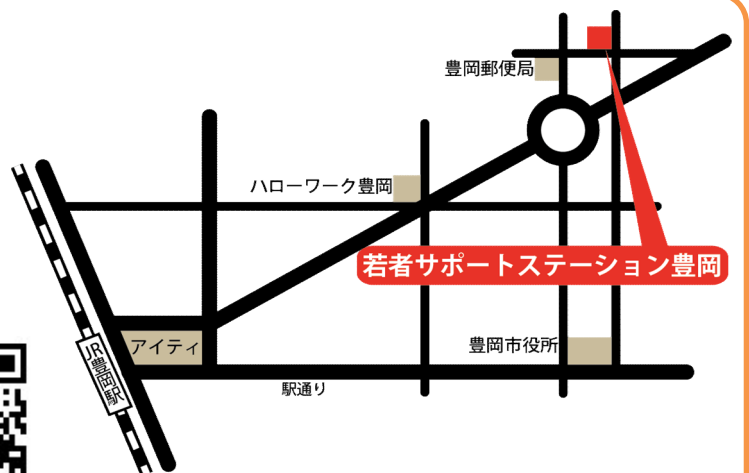 豊岡郵便局
ハローワーク豊岡
若者サポートステーション豊岡
アイティ
豊岡市役所
JR豊岡駅
駅通り